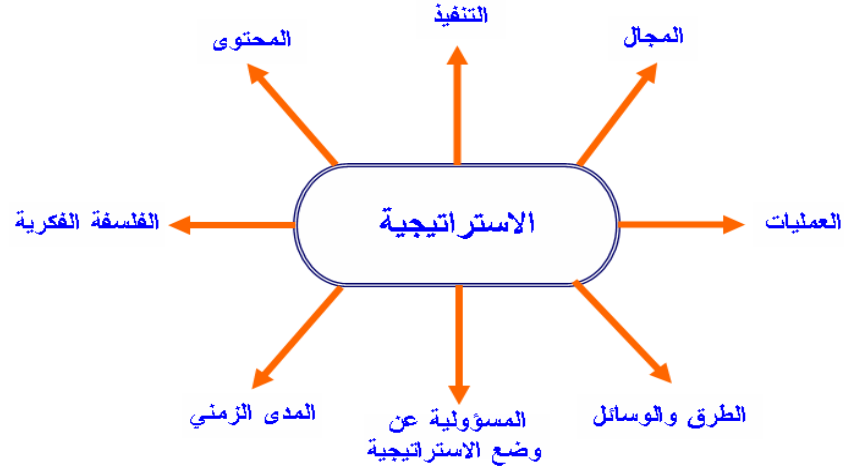 التنفيذ
المجال
المحتوى
العمليات
الاستراتيجية
الفلسفة الفكرية
الطرق والوسائل
المسؤولية عن
وضع الاستراتيجية
المدى الزمني